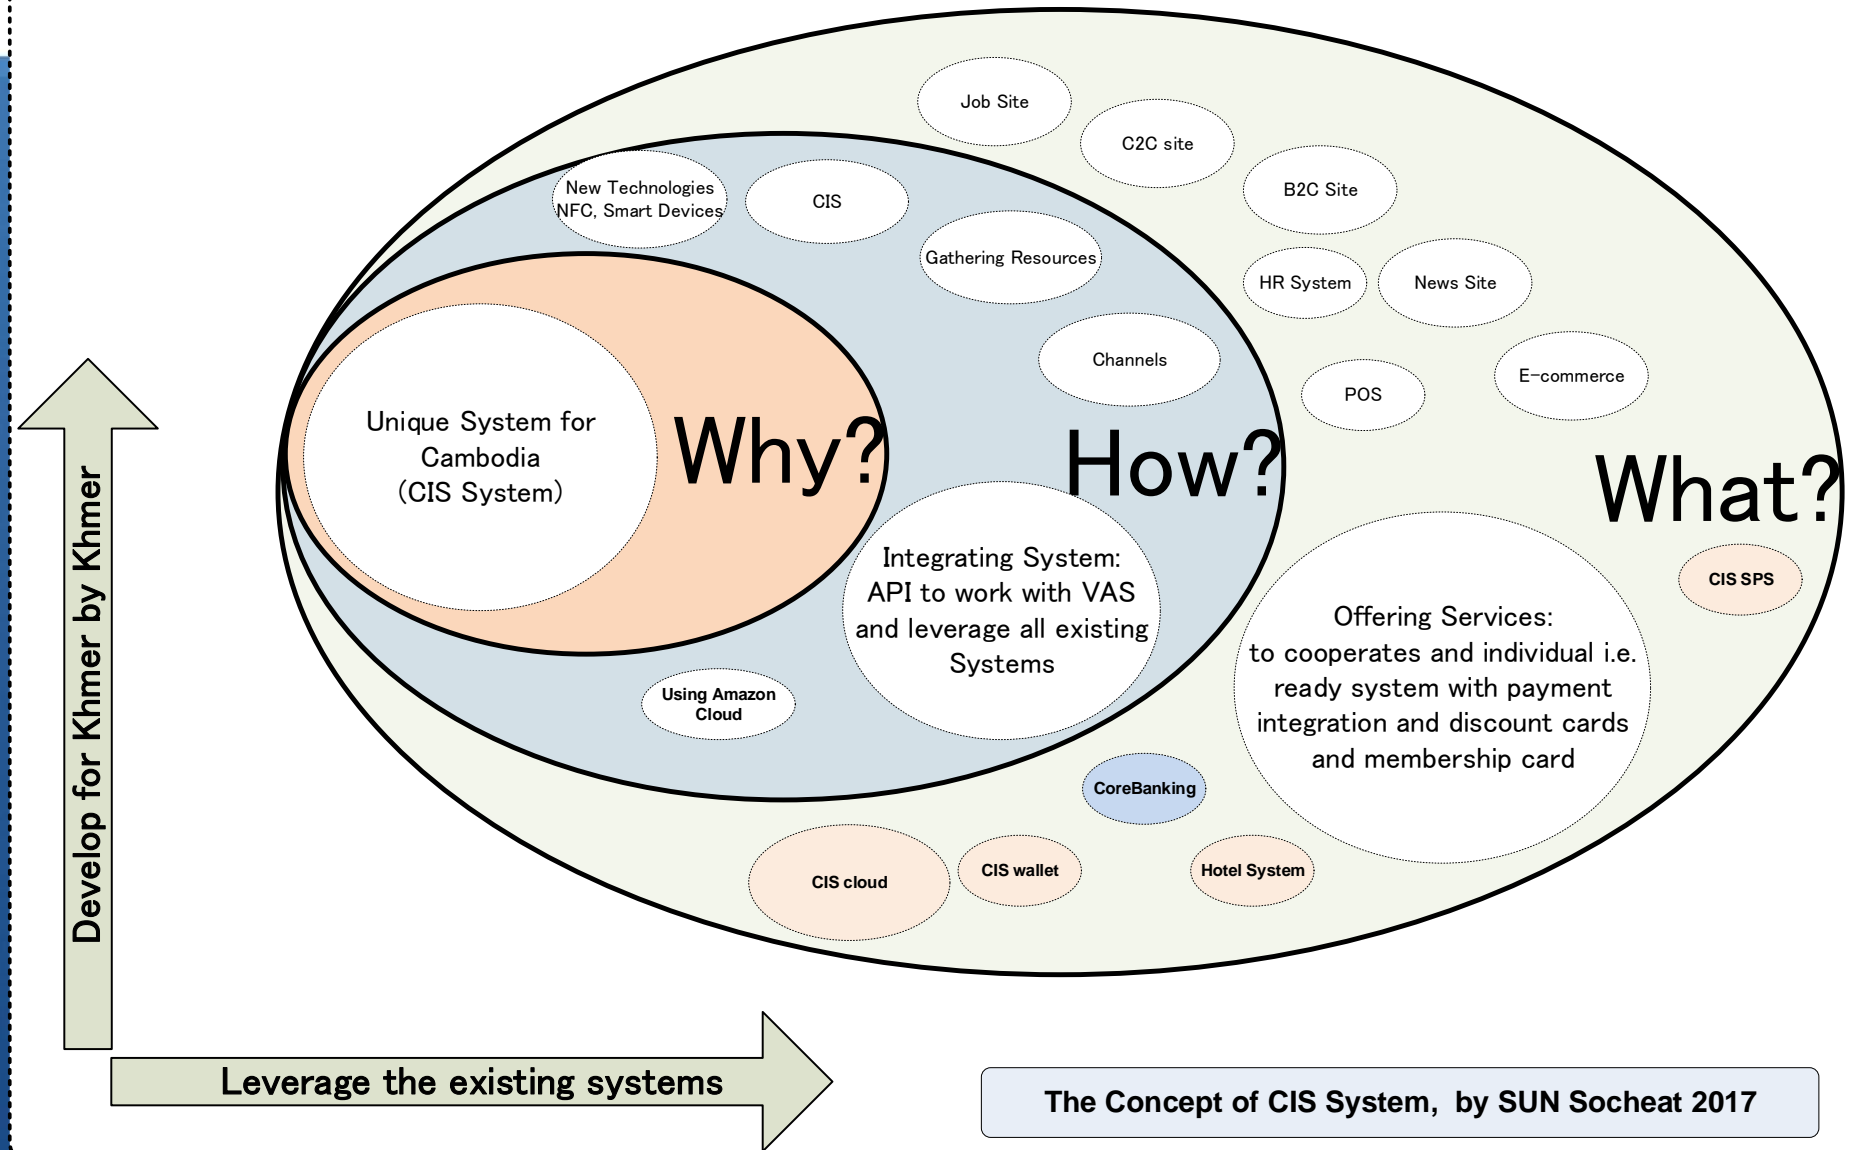 Job Site
C2C site
B2C Site
New Technologies
NFC, Smart Devices
CIS
Gathering Resources
HR System
News Site
Channels
POS
E-commerce
Unique System for
Cambodia
(CIS System)
Why?
How?
What?
Integrating System:
API to work with VAS
and leverage all existing
Systems
CIS SPS
Offering Services:
to cooperates and individual i.e.
ready system with payment
integration and discount cards
and membership card
Using Amazon
Cloud
CoreBanking
CIS cloud
CIS wallet
Hotel System
Develop for Khmer by Khmer
Leverage the existing systems
The Concept of CIS System, by SUN Socheat 2017